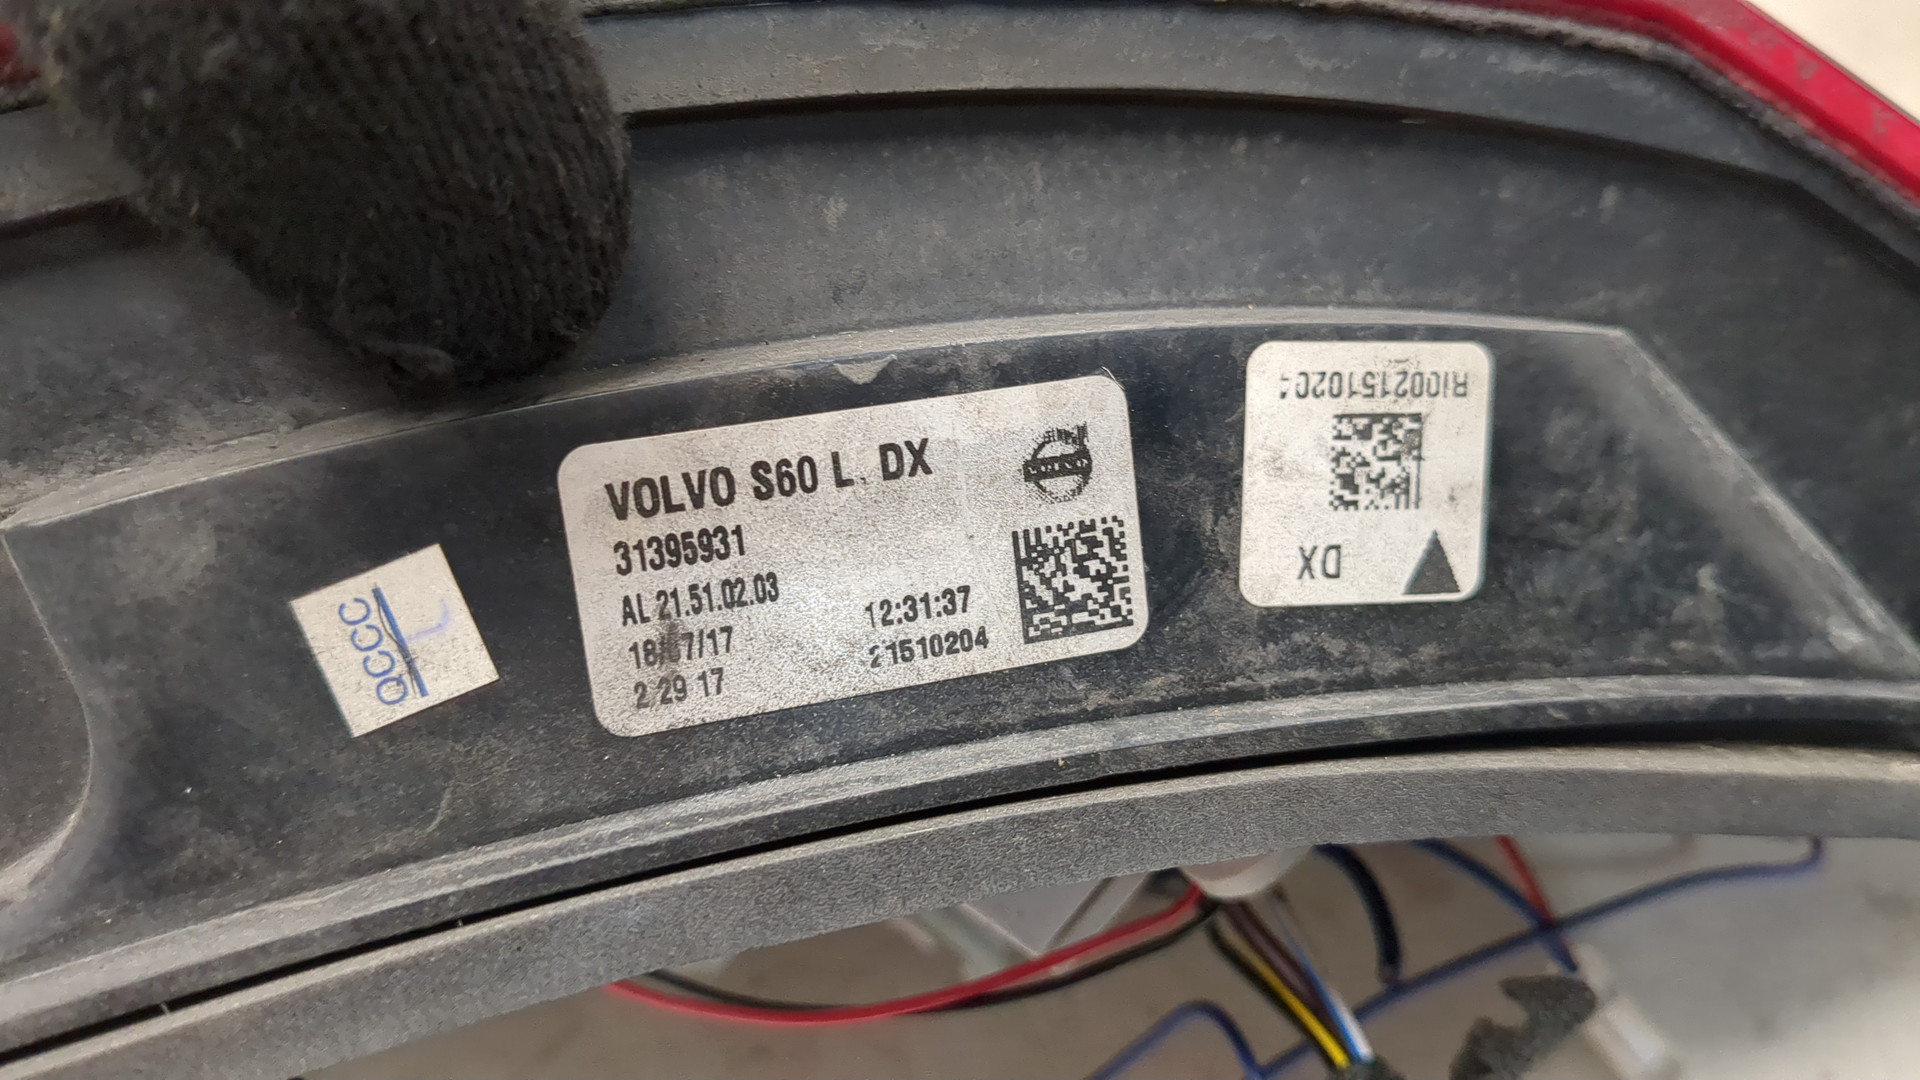 VOLVO S60 L. DX
31395931
AL 21.51.02.03
18/07/17 12:31:37
2 29 17 21510204
VOLVO
QCCC
L
DX